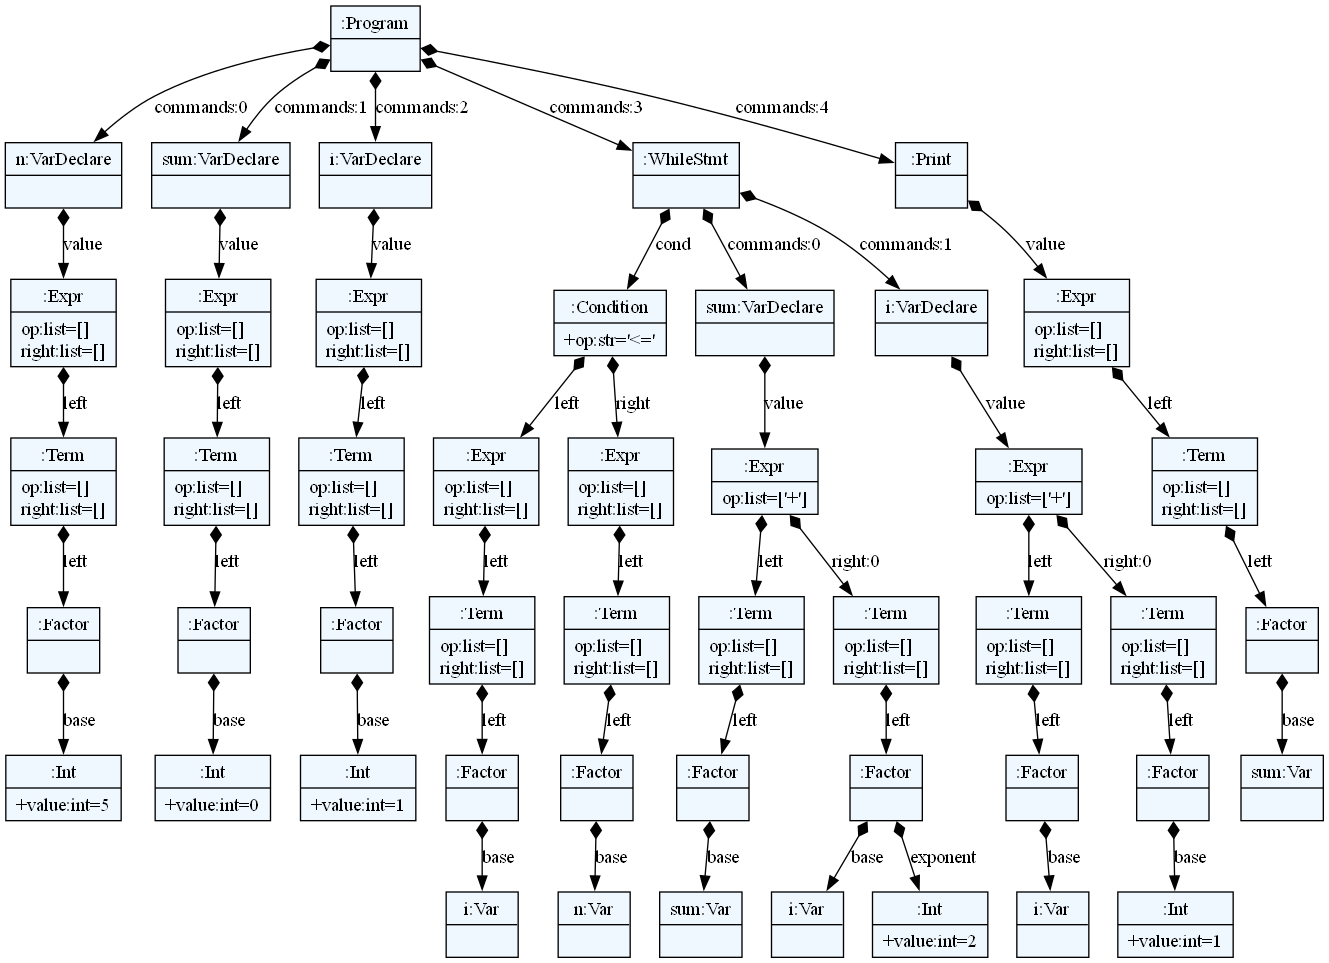 :Program
commands:0
commands:1
commands:2
commands:3
commands:4
n:VarDeclare
sum:VarDeclare
i:VarDeclare
:WhileStmt
:Print
value
value
value
cond
commands:0
commands:1
value
:Expr
op:list=[]
right:list=[]
:Expr
op:list=[]
right:list=[]
:Expr
op:list=[]
right:list=[]
:Condition
+op:str='<='
sum:VarDeclare
i:VarDeclare
:Expr
op:list=[]
right:list=[]
left
left
left
left
right
value
value
left
:Term
op:list=[]
right:list=[]
:Term
op:list=[]
right:list=[]
:Term
op:list=[]
right:list=[]
:Expr
op:list=[]
right:list=[]
:Expr
op:list=[]
right:list=[]
:Expr
op:list=['+']
:Expr
op:list=['+']
:Term
op:list=[]
right:list=[]
left
left
left
left
left
left
right:0
left
right:0
left
:Factor
:Factor
:Factor
:Term
op:list=[]
right:list=[]
:Term
op:list=[]
right:list=[]
:Term
op:list=[]
right:list=[]
:Term
op:list=[]
right:list=[]
:Term
op:list=[]
right:list=[]
:Term
op:list=[]
right:list=[]
:Factor
base
base
base
left
left
left
left
left
left
base
:Int
+value:int=5
:Int
+value:int=0
:Int
+value:int=1
:Factor
:Factor
:Factor
:Factor
:Factor
:Factor
sum:Var
base
base
base
base
exponent
base
base
i:Var
n:Var
sum:Var
i:Var
:Int
+value:int=2
i:Var
:Int
+value:int=1